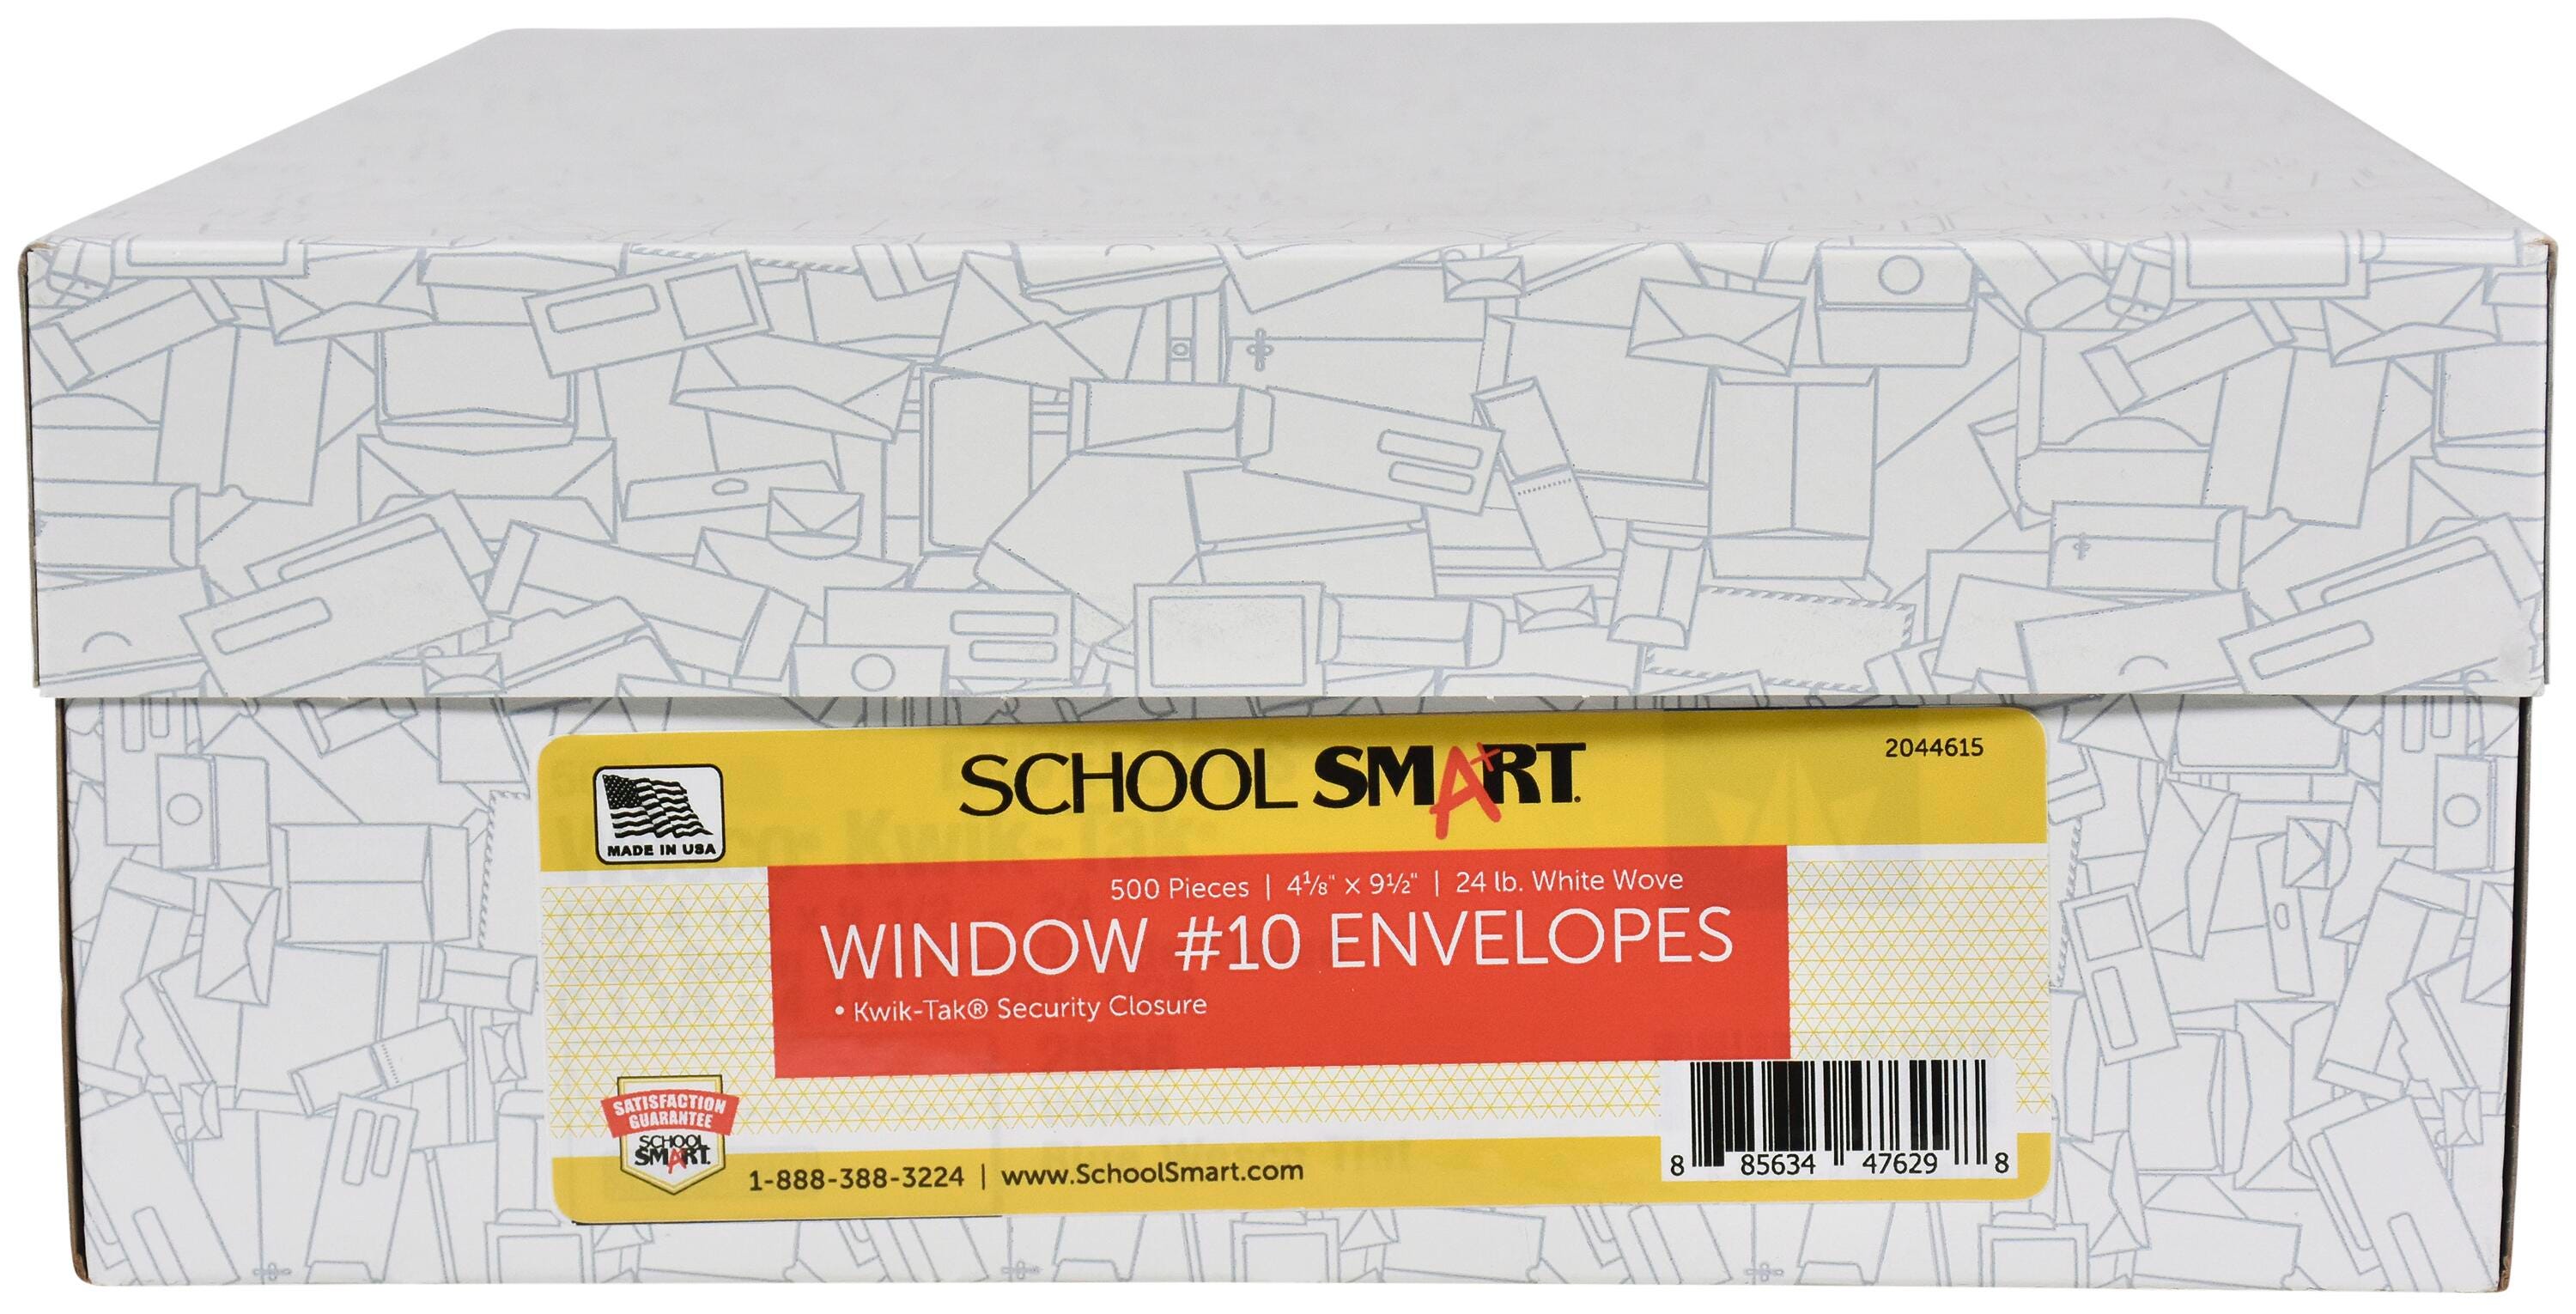 SCHOOL SMART
2044615
MADE IN USA
500 Pieces | 4⅛" x 9½" | 24 lb. White Wove
WINDOW #10 ENVELOPES
• Kwik-Tak® Security Closure
SATISFACTION
GUARANTEE
SCHOOL
SMART
1-888-388-3224 | www.SchoolSmart.com
8 85634 47629 8